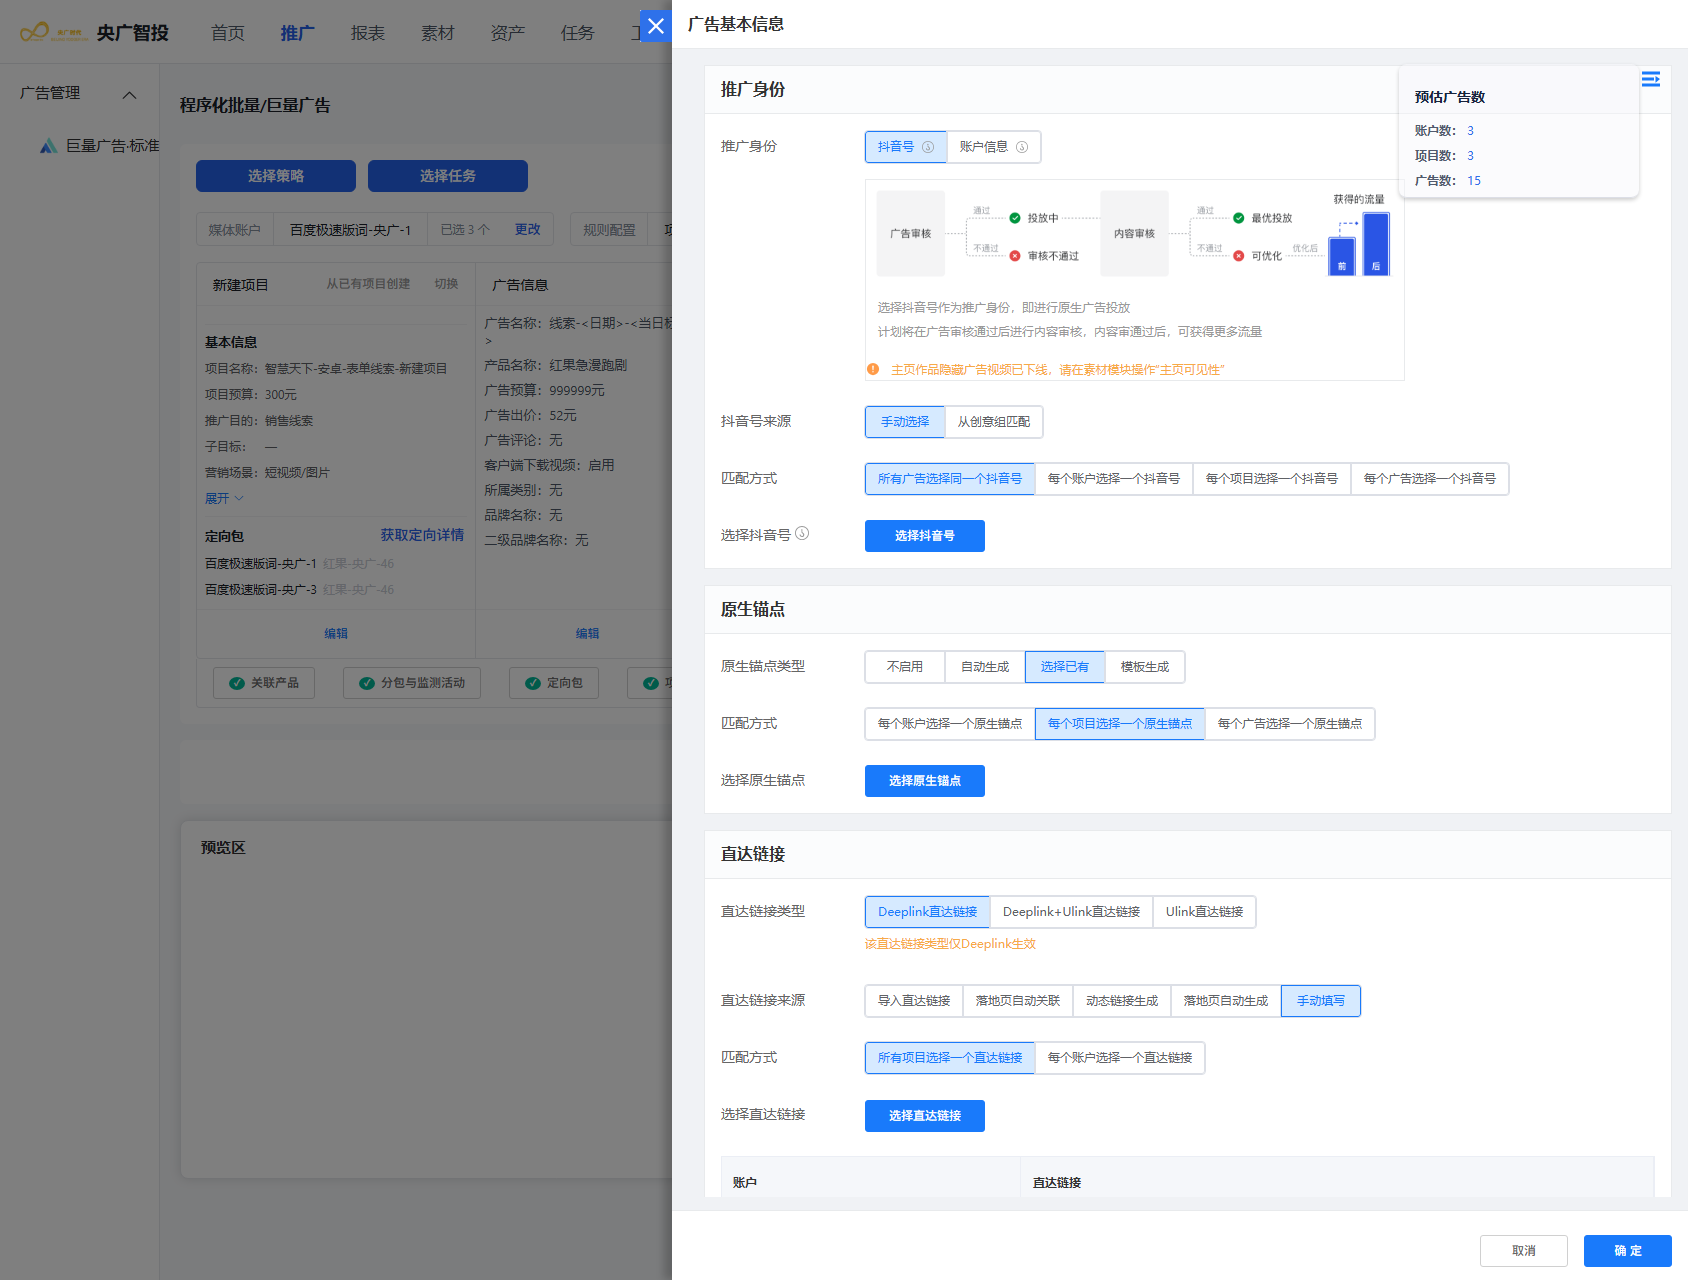 央广智投
首页
推广
报表
素材
资产
任务
广告管理
巨量广告·标准
程序化批量/巨量广告
选择策略
选择任务
媒体账户
百度极速版词-央广-1
已选 3 个
更改
规则配置
新建项目
从已有项目创建
切换
基本信息
项目名称：智慧天下-安卓-表单线索-新建项目
项目预算：300元
推广目的：销售线索
子目标：—
营销场景：短视频/图片
展开
定向包
获取定向详情
百度极速版词-央广-1 红果-央广-46
百度极速版词-央广-3 红果-央广-46
编辑
广告信息
广告名称：线索-<日期>-<当日标
>
产品名称：红果急漫跑剧
广告预算：999999元
广告出价：52元
广告评论：无
客户端下载视频：启用
所属类别：无
品牌名称：无
二级品牌名称：无
编辑
关联产品
分包与监测活动
定向包
预览区
广告基本信息
推广身份
预估广告数
账户数：3
项目数：3
广告数：15
推广身份
抖音号
账户信息
广告审核
通过
投放中
不通过
审核不通过
内容审核
通过
最优投放
不通过
可优化
优化后
获得的流量
前
后
选择抖音号作为推广身份，即进行原生广告投放
计划将在广告审核通过后进行内容审核，内容审通过后，可获得更多流量
主页作品隐藏广告视频已下线，请在素材模块操作“主页可见性”
抖音号来源
手动选择
从创意组匹配
匹配方式
所有广告选择同一个抖音号
每个账户选择一个抖音号
每个项目选择一个抖音号
每个广告选择一个抖音号
选择抖音号
选择抖音号
原生锚点
原生锚点类型
不启用
自动生成
选择已有
模板生成
匹配方式
每个账户选择一个原生锚点
每个项目选择一个原生锚点
每个广告选择一个原生锚点
选择原生锚点
选择原生锚点
直达链接
直达链接类型
Deeplink直达链接
Deeplink+Ulink直达链接
Ulink直达链接
该直达链接类型仅Deeplink生效
直达链接来源
导入直达链接
落地页自动关联
动态链接生成
落地页自动生成
手动填写
匹配方式
所有项目选择一个直达链接
每个账户选择一个直达链接
选择直达链接
选择直达链接
账户
直达链接
取消
确 定